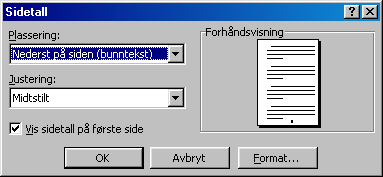 Sidetall
Plassering:
Nederst på siden (bunntekst)
Justering:
Midtstilt
Vis sidetall på første side
Forhåndsvisning
OK
Avbryt
Format...